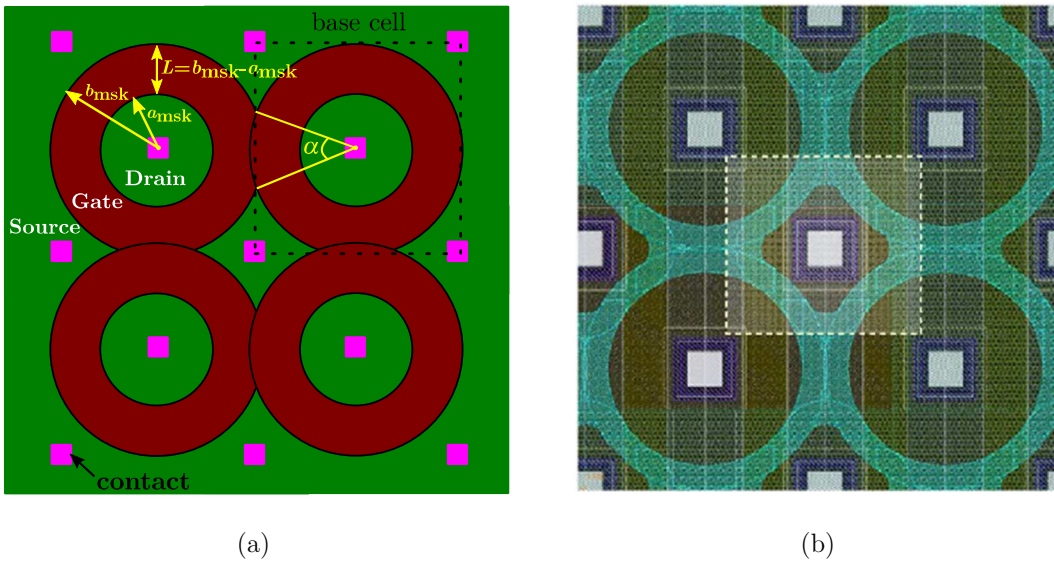 base cell
L=bmsk-amsk
bmsk
amsk
α
Drain
Gate
Source
contact
(a)
(b)